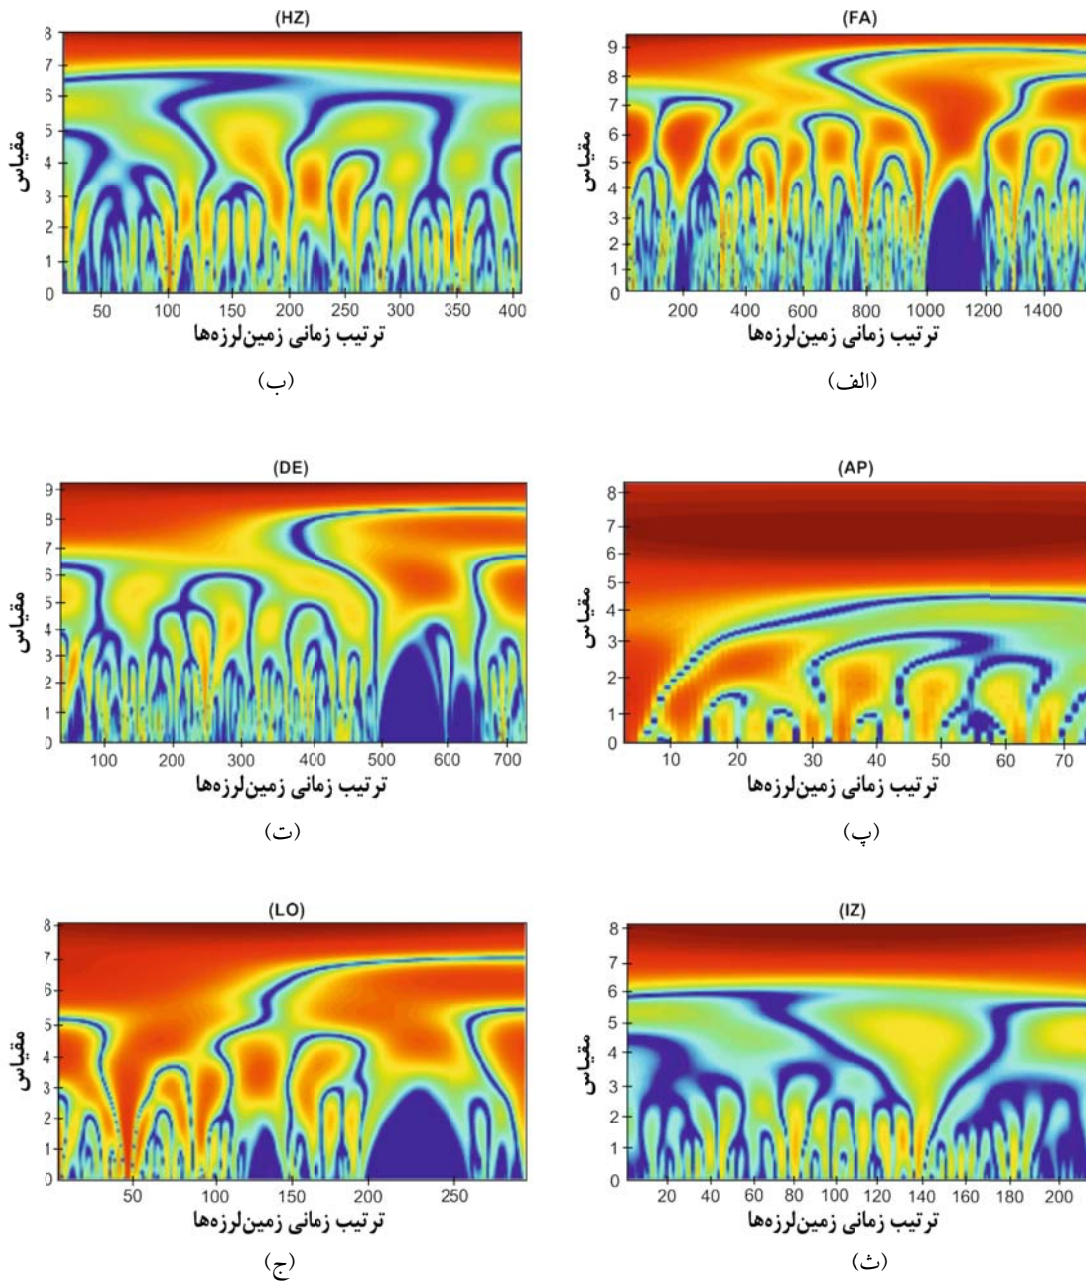 (FA)
9
8
7
6
5
4
3
2
1
0
مقیاس
200 400 600 800 1000 1200 1400
ترتیب زمانی زمین‌لرزه‌ها
(الف)
(HZ)
8
7
6
5
4
3
2
1
0
مقیاس
50 100 150 200 250 300 350 400
ترتیب زمانی زمین‌لرزه‌ها
(ب)
(AP)
8
7
6
5
4
3
2
1
0
مقیاس
10 20 30 40 50 60 70
ترتیب زمانی زمین‌لرزه‌ها
(پ)
(DE)
9
8
7
6
5
4
3
2
1
0
مقیاس
100 200 300 400 500 600 700
ترتیب زمانی زمین‌لرزه‌ها
(ت)
(IZ)
8
7
6
5
4
3
2
1
0
مقیاس
20 40 60 80 100 120 140 160 180 200
ترتیب زمانی زمین‌لرزه‌ها
(ث)
(LO)
8
7
6
5
4
3
2
1
0
مقیاس
50 100 150 200 250
ترتیب زمانی زمین‌لرزه‌ها
(ج)